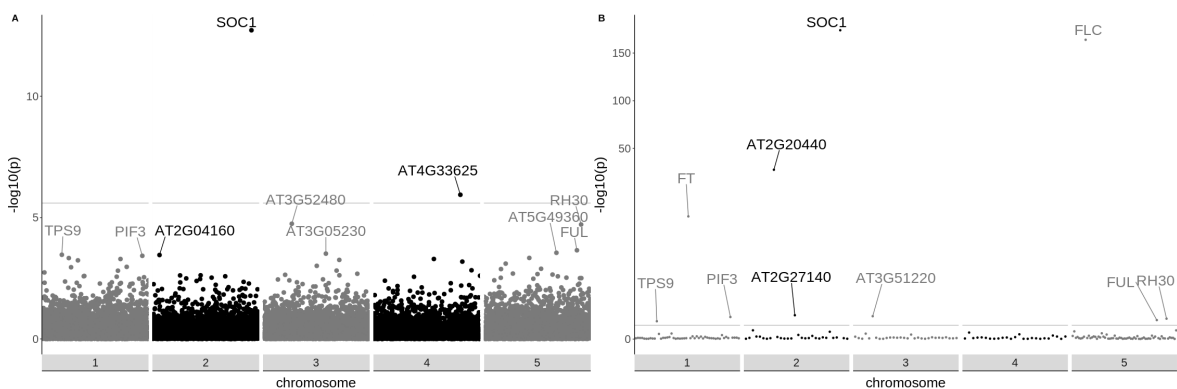 A
SOC1
10
AT4G33625
AT3G52480
RH30
AT5G49360
5
TPS9
PIF3
AT2G04160
AT3G05230
FUL
0
-log10(p)
1
2
3
4
5
chromosome
B
SOC1
FLC
150
100
AT2G20440
50
FT
-log10(p)
TPS9
PIF3
AT2G27140
AT3G51220
FUL
RH30
0
1
2
3
4
5
chromosome